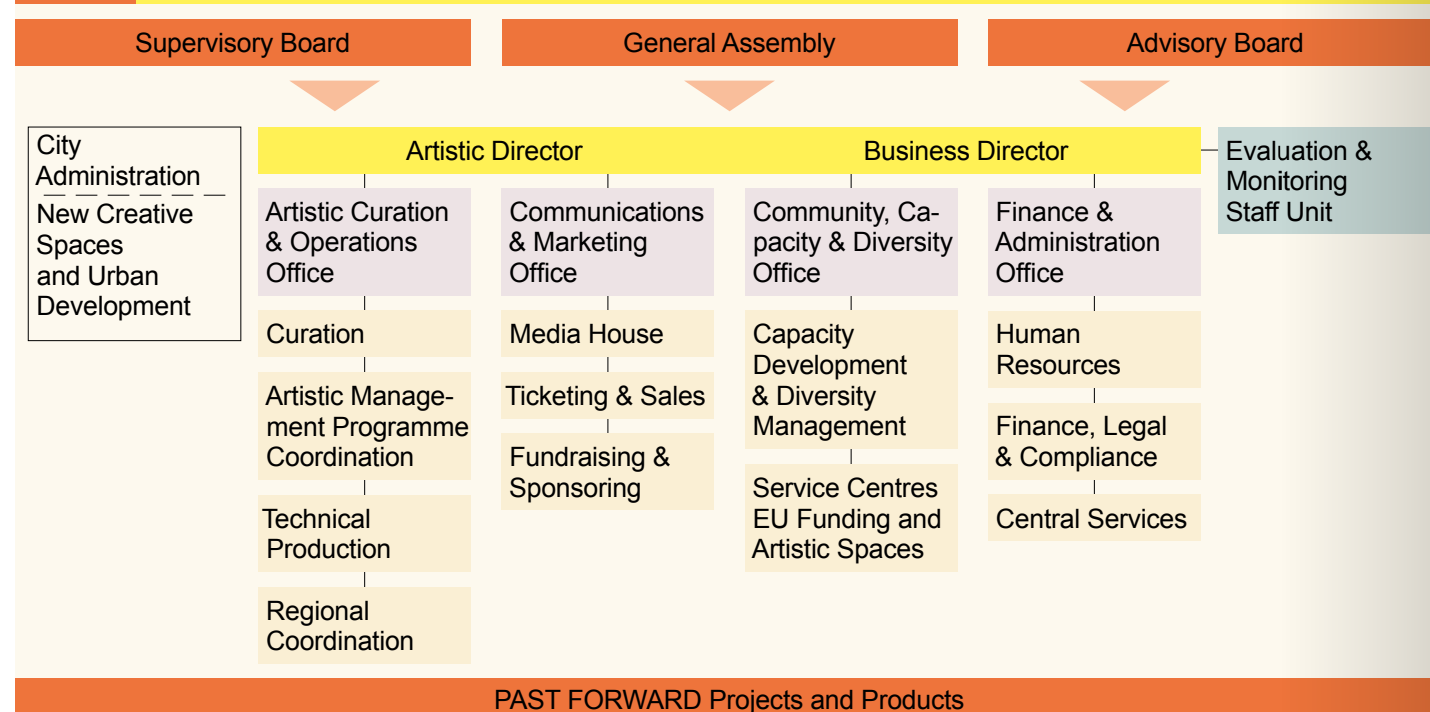 Supervisory Board
General Assembly
Advisory Board
City
Administration
New Creative
Spaces
and Urban
Development
Artistic Director
Business Director
Evaluation &
Monitoring
Staff Unit
Artistic Curation
& Operations
Office
Curation
Artistic Manage-
ment Programme
Coordination
Technical
Production
Regional
Coordination
Communications
& Marketing
Office
Media House
Ticketing & Sales
Fundraising &
Sponsoring
Community, Ca-
pacity & Diversity
Office
Capacity
Development
& Diversity
Management
Service Centres
EU Funding and
Artistic Spaces
Finance &
Administration
Office
Human
Resources
Finance, Legal
& Compliance
Central Services
PAST FORWARD Projects and Products